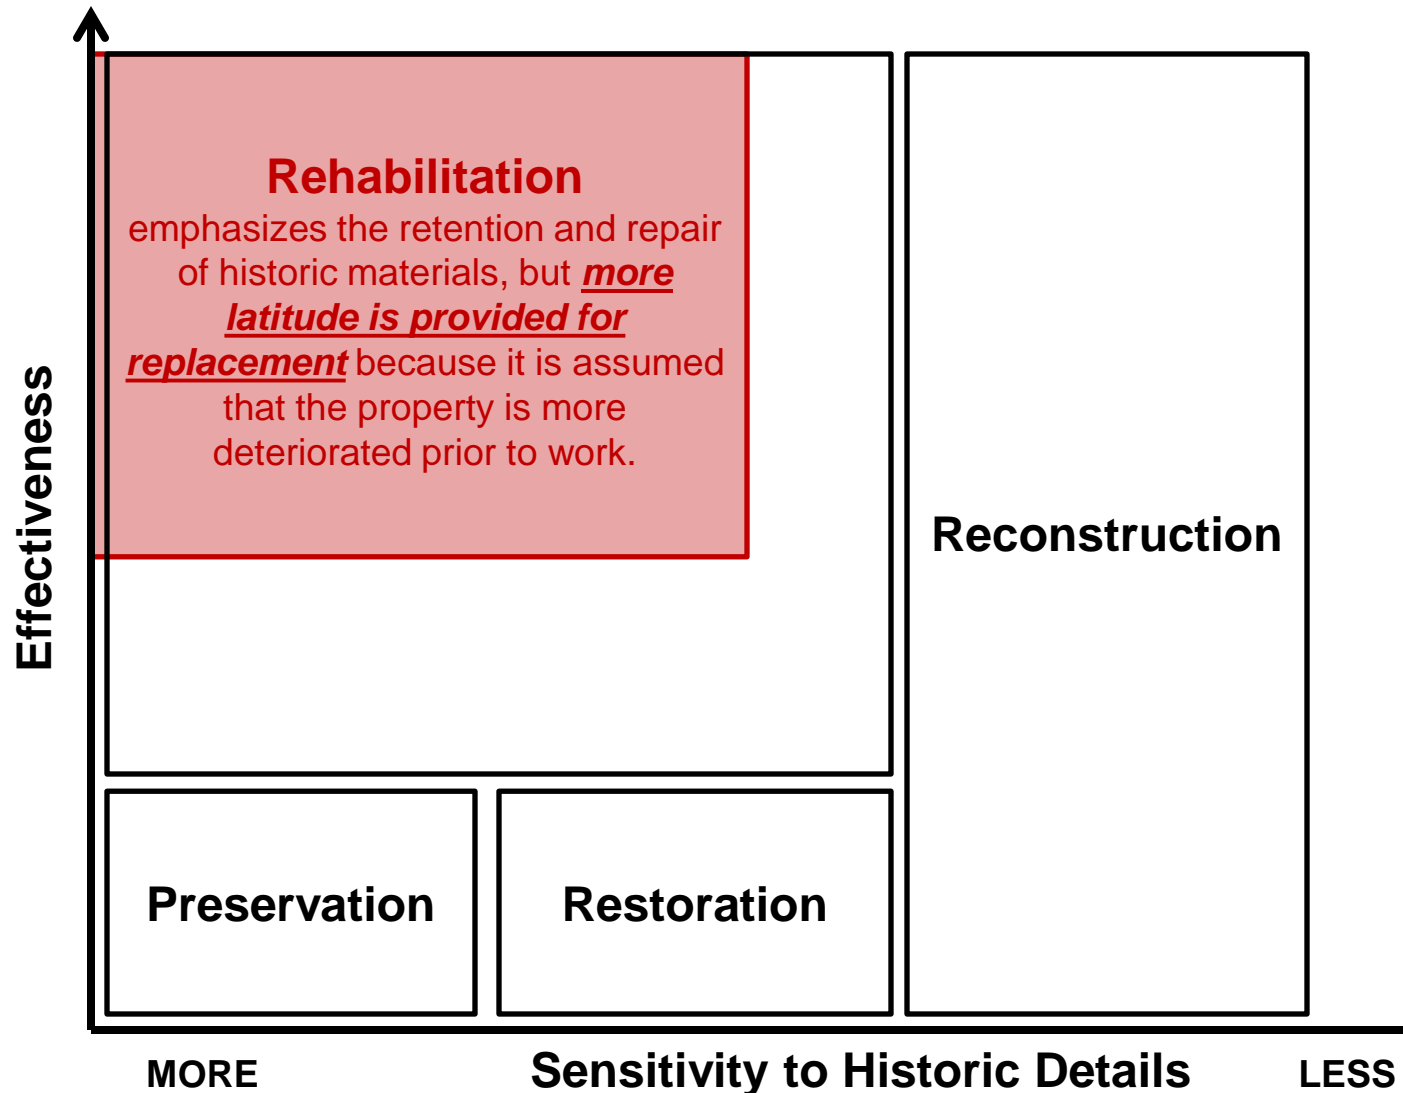 Rehabilitation
emphasizes the retention and repair
of historic materials, but more
latitude is provided for
replacement because it is assumed
that the property is more
deteriorated prior to work.
Effectiveness
Reconstruction
Preservation
Restoration
MORE
Sensitivity to Historic Details
LESS